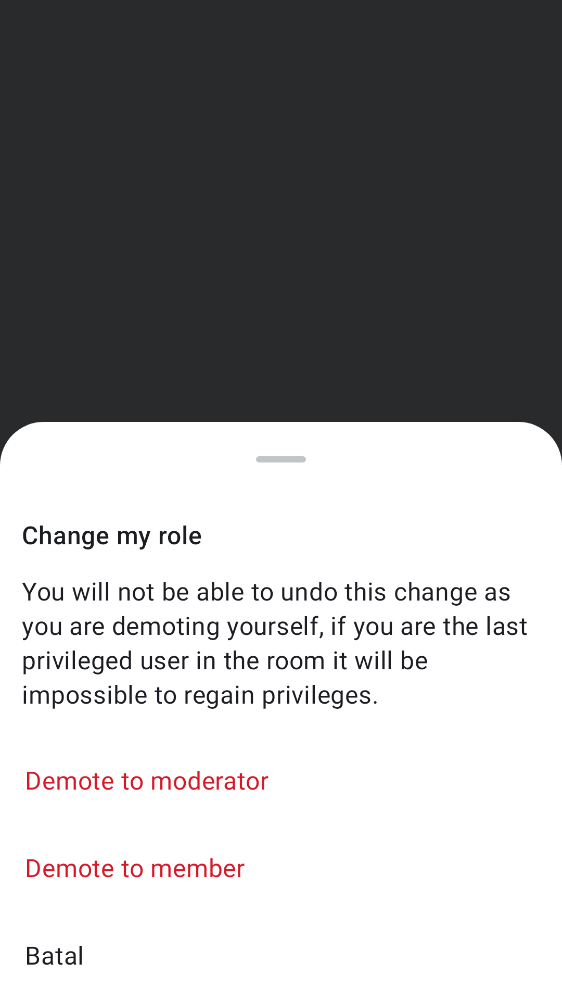 Change my role
You will not be able to undo this change as
you are demoting yourself, if you are the last
privileged user in the room it will be
impossible to regain privileges.
Demote to moderator
Demote to member
Batal